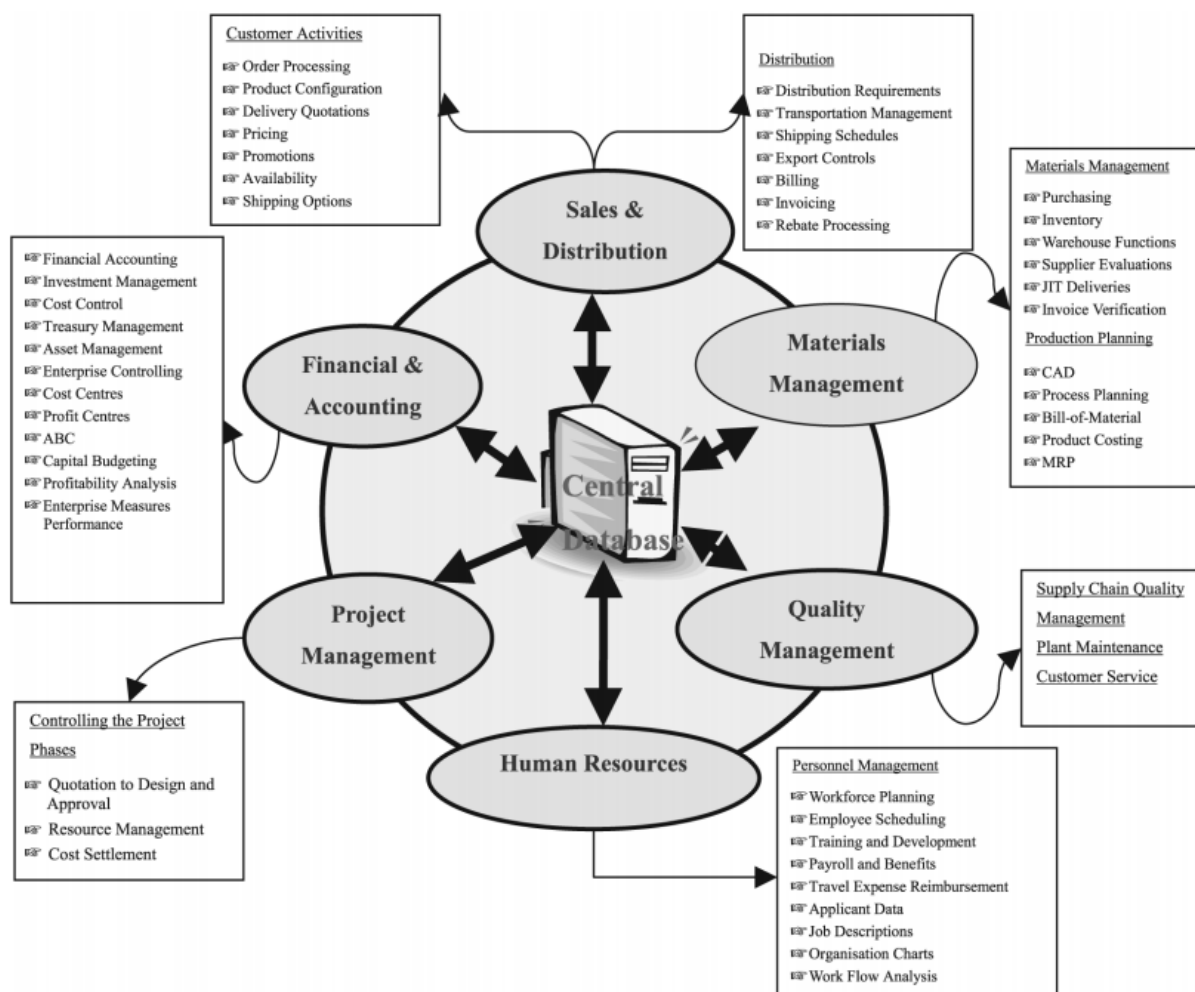 Customer Activities
Order Processing
Product Configuration
Delivery Quotations
Pricing
Promotions
Availability
Shipping Options
Distribution
Distribution Requirements
Transportation Management
Shipping Schedules
Export Controls
Billing
Invoicing
Rebate Processing
Sales &
Distribution
Materials Management
Purchasing
Inventory
Warehouse Functions
Supplier Evaluations
JIT Deliveries
Invoice Verification
Production Planning
CAD
Process Planning
Bill-of-Material
Product Costing
MRP
Financial Accounting
Investment Management
Cost Control
Treasury Management
Asset Management
Enterprise Controlling
Cost Centres
Profit Centres
ABC
Capital Budgeting
Profitability Analysis
Enterprise Measures
Performance
Financial &
Accounting
Materials
Management
Central
Database
Project
Management
Quality
Management
Supply Chain Quality
Management
Plant Maintenance
Customer Service
Controlling the Project
Phases
Quotation to Design and
Approval
Resource Management
Cost Settlement
Human Resources
Personnel Management
Workforce Planning
Employee Scheduling
Training and Development
Payroll and Benefits
Travel Expense Reimbursement
Applicant Data
Job Descriptions
Organisation Charts
Work Flow Analysis